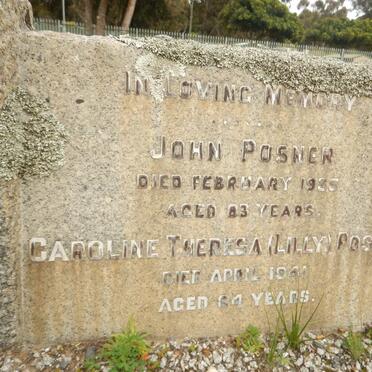 IN LOVING MEMORY
JOHN POSNER
DIED FEBRUARY
AGED 83 YEARS.
CAROLINE THERESA (LILLY) POS
DIED APRIL 1941
AGED 64 YEARS.